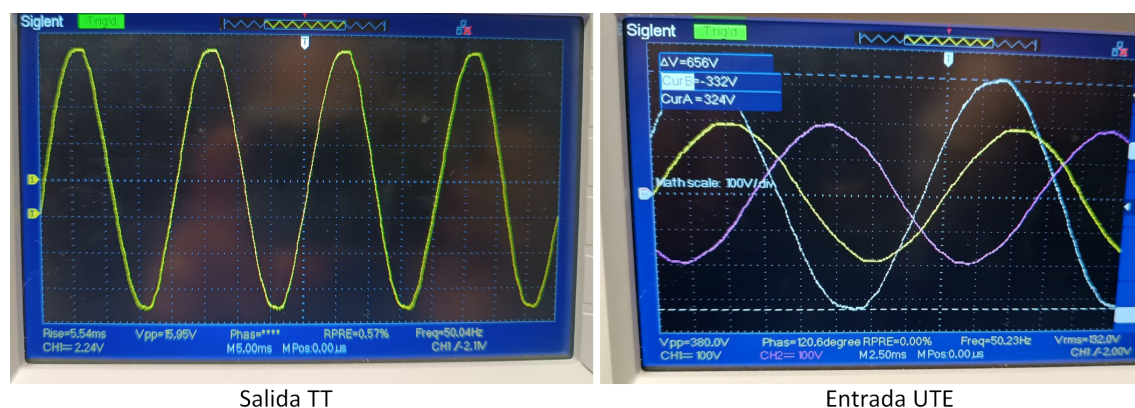 Siglent Trig'd
T
1
T
Rise=5.54ms Vpp=15.95V Phas=**** RPRE=0.57% Freq=50.04Hz
CH1= 2.24V M5.00ms MPos:0.00µs CH1/-2.11V
Salida TT
Siglent Trig'd
T
ΔV=656V
CurB=-332V
CurA=324V
Math scale: 100V/div
Vpp=380.0V Phas=120.6degree RPRE=0.00% Freq=50.23Hz Vrms=132.0V
CH1= 100V CH2= 100V M2.50ms MPos:0.00µs CH1/-2.00V
Entrada UTE